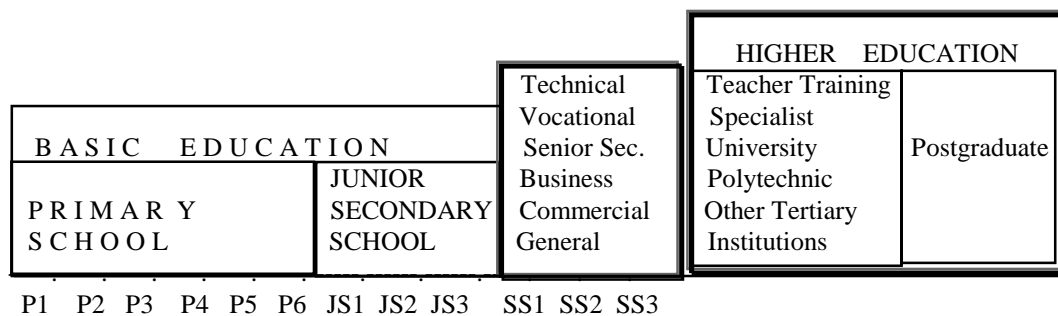 HIGHER EDUCATION
BASIC EDUCATION
PRIMARY
SCHOOL
JUNIOR
SECONDARY
SCHOOL
Technical
Vocational
Senior Sec.
Business
Commercial
General
Teacher Training
Specialist
University
Polytechnic
Other Tertiary
Institutions
Postgraduate
P1 P2 P3 P4 P5 P6 JS1 JS2 JS3 SS1 SS2 SS3